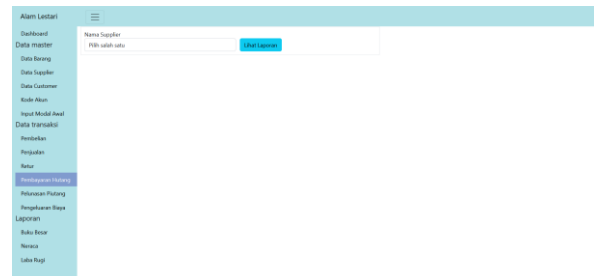 Alam Lestari
Dashboard
Data master
Data Barang
Data Supplier
Data Customer
Kode Akun
Input Modal Awal
Data transaksi
Pembelian
Penjualan
Retur
Pembayaran Hutang
Pelunasan Piutang
Pengeluaran Biaya
Laporan
Buku Besar
Neraca
Laba Rugi
Nama Supplier
Pilih salah satu
Lihat Laporan